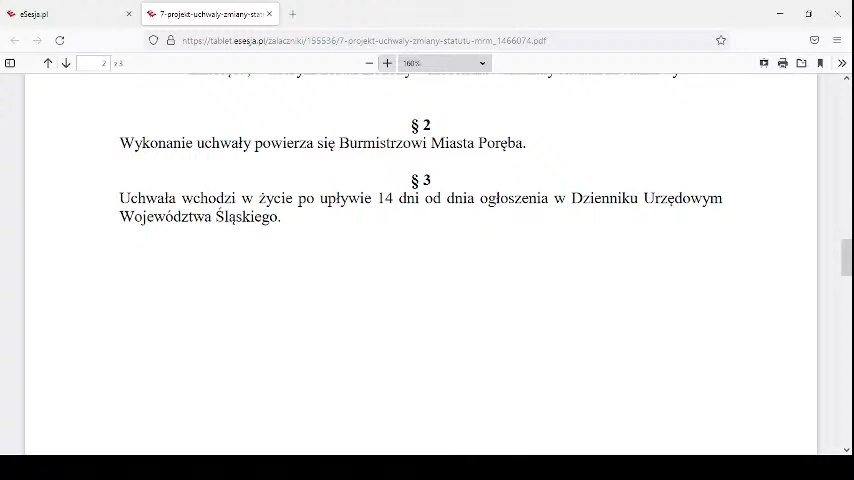 eSesja.pl
7-projekt-uchwaly-zmiany-stat
https://tablet.esesja.pl/zalaczniki/155536/7-projekt-uchwaly-zmiany-statutu-mrm_1466074.pdf
2 z 3
160%
§ 2
Wykonanie uchwały powierza się Burmistrzowi Miasta Poręba.
§ 3
Uchwała wchodzi w życie po upływie 14 dni od dnia ogłoszenia w Dzienniku Urzędowym
Województwa Śląskiego.